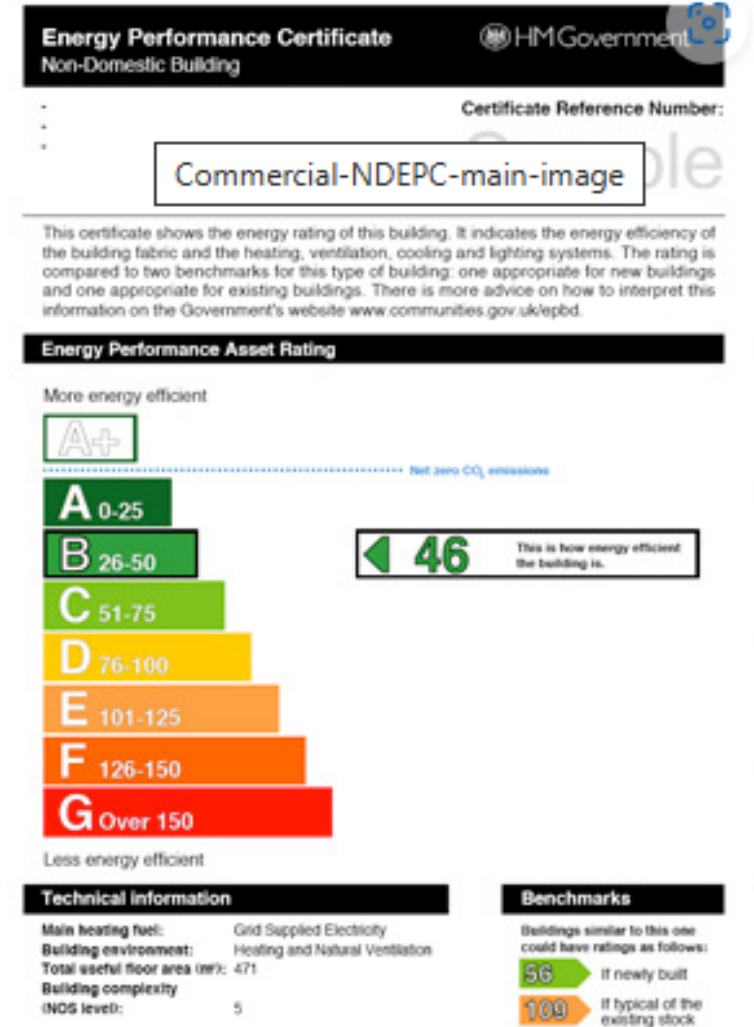 Energy Performance Certificate
HM Government
Non-Domestic Building
Certificate Reference Number:
Commercial-NDEPC-main-image
This certificate shows the energy rating of this building. It indicates the energy efficiency of
the building fabric and the heating, ventilation, cooling and lighting systems. The rating is
compared to two benchmarks for this type of building: one appropriate for new buildings
and one appropriate for existing buildings. There is more advice on how to interpret this
information on the Government's website www.communities.gov.uk/epbd.
Energy Performance Asset Rating
More energy efficient
A+
Net zero CO₂ emissions
A 0-25
B 26-50
46
This is how energy efficient
the building is.
C 51-75
D 76-100
E 101-125
F 126-150
G Over 150
Less energy efficient
Technical information
Main heating fuel: Grid Supplied Electricity
Building environment: Heating and Natural Ventilation
Total useful floor area (m²): 471
Building complexity
(NOS level): 5
Benchmarks
Buildings similar to this one
could have ratings as follows:
56 If newly built
109 If typical of the
existing stock